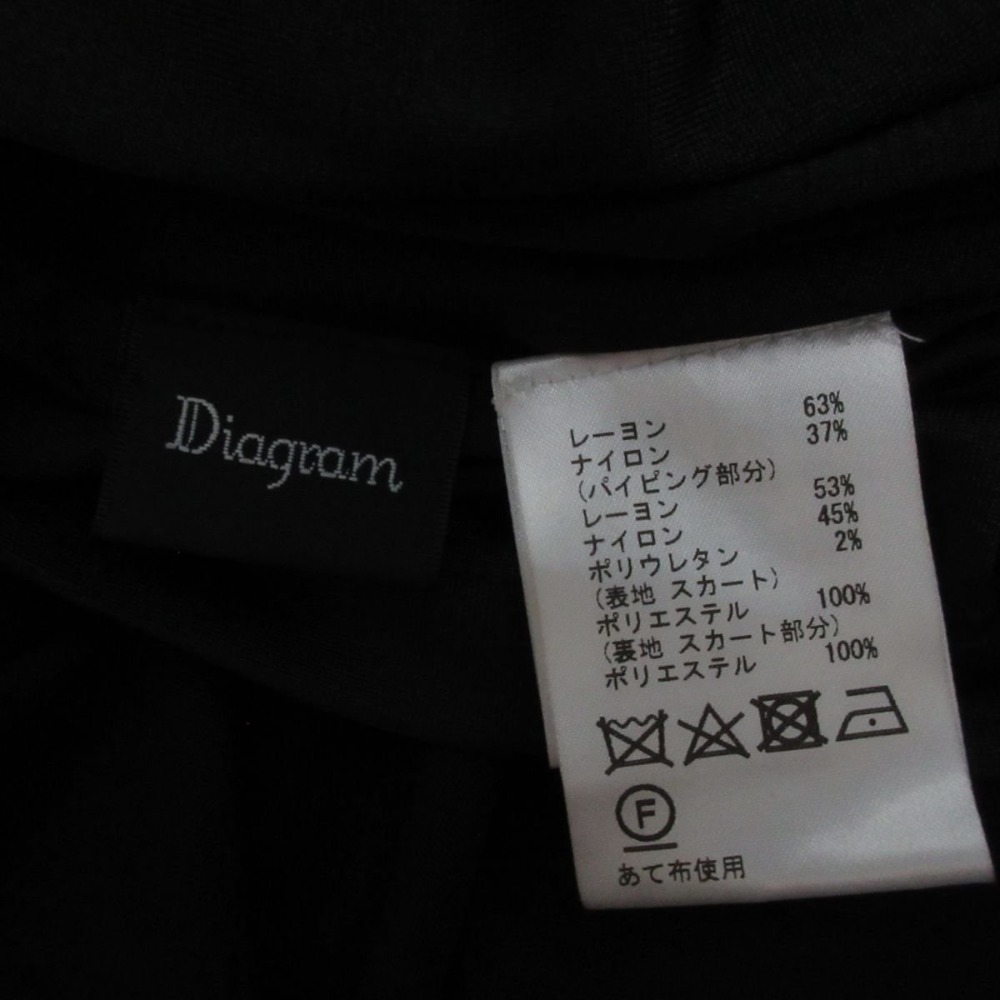 Diagram
レーヨン 63%
ナイロン 37%
(パイピング部分)
レーヨン 53%
ナイロン 45%
ポリウレタン 2%
(表地 スカート)
ポリエステル 100%
(裏地 スカート部分)
ポリエステル 100%
F
あて布使用